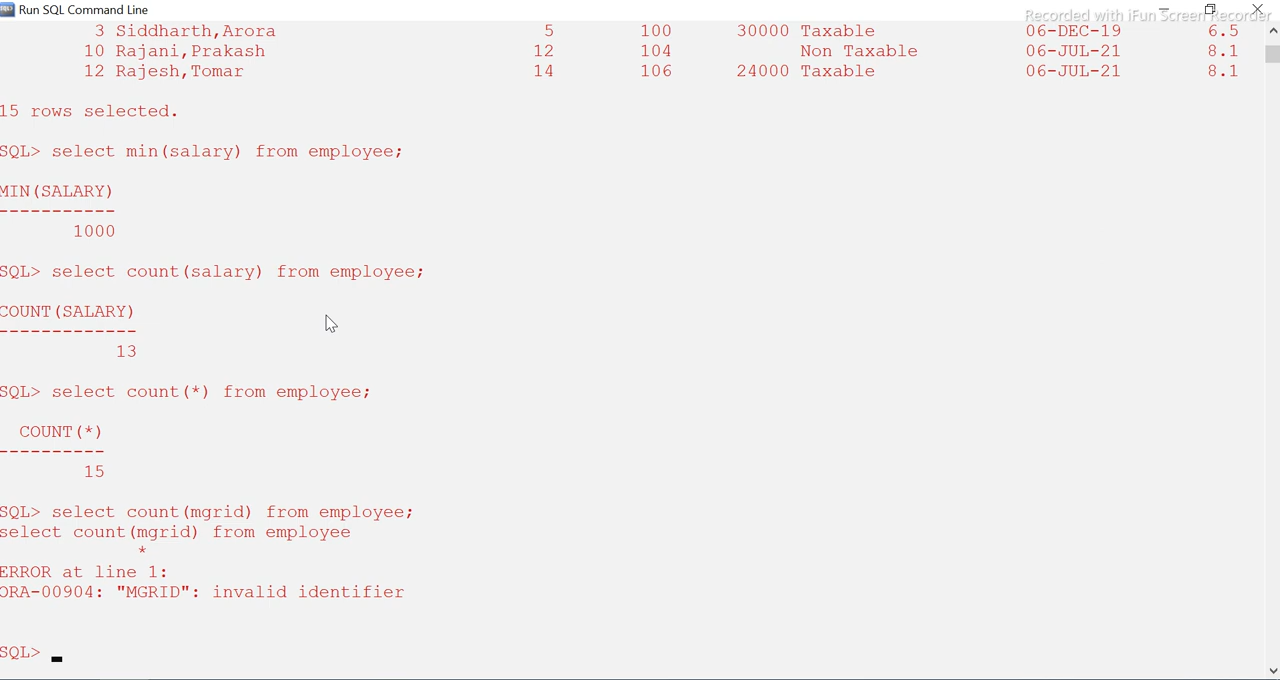 Run SQL Command Line
Recorded with iFun Screen Recorder
3 Siddharth,Arora 5 100 30000 Taxable 06-DEC-19 6.5
10 Rajani,Prakash 12 104 Non Taxable 06-JUL-21 8.1
12 Rajesh,Tomar 14 106 24000 Taxable 06-JUL-21 8.1
15 rows selected.
SQL> select min(salary) from employee;
MIN(SALARY)
-----------
1000
SQL> select count(salary) from employee;
COUNT(SALARY)
-------------
13
SQL> select count(*) from employee;
COUNT(*)
----------
15
SQL> select count(mgrid) from employee;
select count(mgrid) from employee
*
ERROR at line 1:
ORA-00904: "MGRID": invalid identifier
SQL>